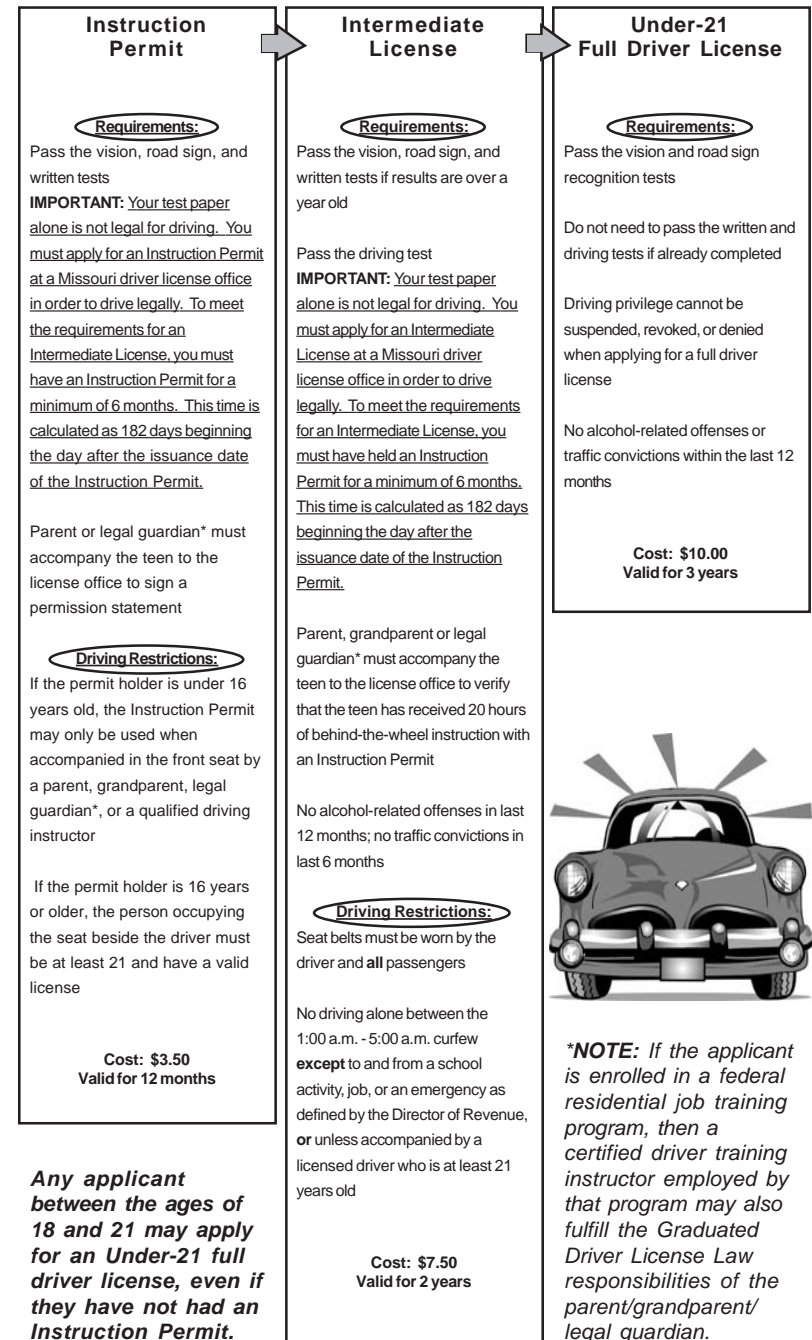 Instruction
Permit
Requirements:
Pass the vision, road sign, and
written tests
IMPORTANT: Your test paper
alone is not legal for driving. You
must apply for an Instruction Permit
at a Missouri driver license office
in order to drive legally. To meet
the requirements for an
Intermediate License, you must
have an Instruction Permit for a
minimum of 6 months. This time is
calculated as 182 days beginning
the day after the issuance date
of the Instruction Permit.
Parent or legal guardian* must
accompany the teen to the
license office to sign a
permission statement
Driving Restrictions:
If the permit holder is under 16
years old, the Instruction Permit
may only be used when
accompanied in the front seat by
a parent, grandparent, legal
guardian*, or a qualified driving
instructor
If the permit holder is 16 years
or older, the person occupying
the seat beside the driver must
be at least 21 and have a valid
license
Cost: $3.50
Valid for 12 months
Any applicant
between the ages of
18 and 21 may apply
for an Under-21 full
driver license, even if
they have not had an
Instruction Permit.
Intermediate
License
Requirements:
Pass the vision, road sign, and
written tests if results are over a
year old
Pass the driving test
IMPORTANT: Your test paper
alone is not legal for driving. You
must apply for an Intermediate
License at a Missouri driver
license office in order to drive
legally. To meet the requirements
for an Intermediate License, you
must have held an Instruction
Permit for a minimum of 6 months.
This time is calculated as 182 days
beginning the day after the
issuance date of the Instruction
Permit.
Parent, grandparent or legal
guardian* must accompany the
teen to the license office to verify
that the teen has received 20 hours
of behind-the-wheel instruction with
an Instruction Permit
No alcohol-related offenses in last
12 months; no traffic convictions in
last 6 months
Driving Restrictions:
Seat belts must be worn by the
driver and all passengers
No driving alone between the
1:00 a.m. - 5:00 a.m. curfew
except to and from a school
activity, job, or an emergency as
defined by the Director of Revenue,
or unless accompanied by a
licensed driver who is at least 21
years old
Cost: $7.50
Valid for 2 years
Under-21
Full Driver License
Requirements:
Pass the vision and road sign
recognition tests
Do not need to pass the written and
driving tests if already completed
Driving privilege cannot be
suspended, revoked, or denied
when applying for a full driver
license
No alcohol-related offenses or
traffic convictions within the last 12
months
Cost: $10.00
Valid for 3 years
*NOTE: If the applicant
is enrolled in a federal
residential job training
program, then a
certified driver training
instructor employed by
that program may also
fulfill the Graduated
Driver License Law
responsibilities of the
parent/grandparent/
legal guardian.